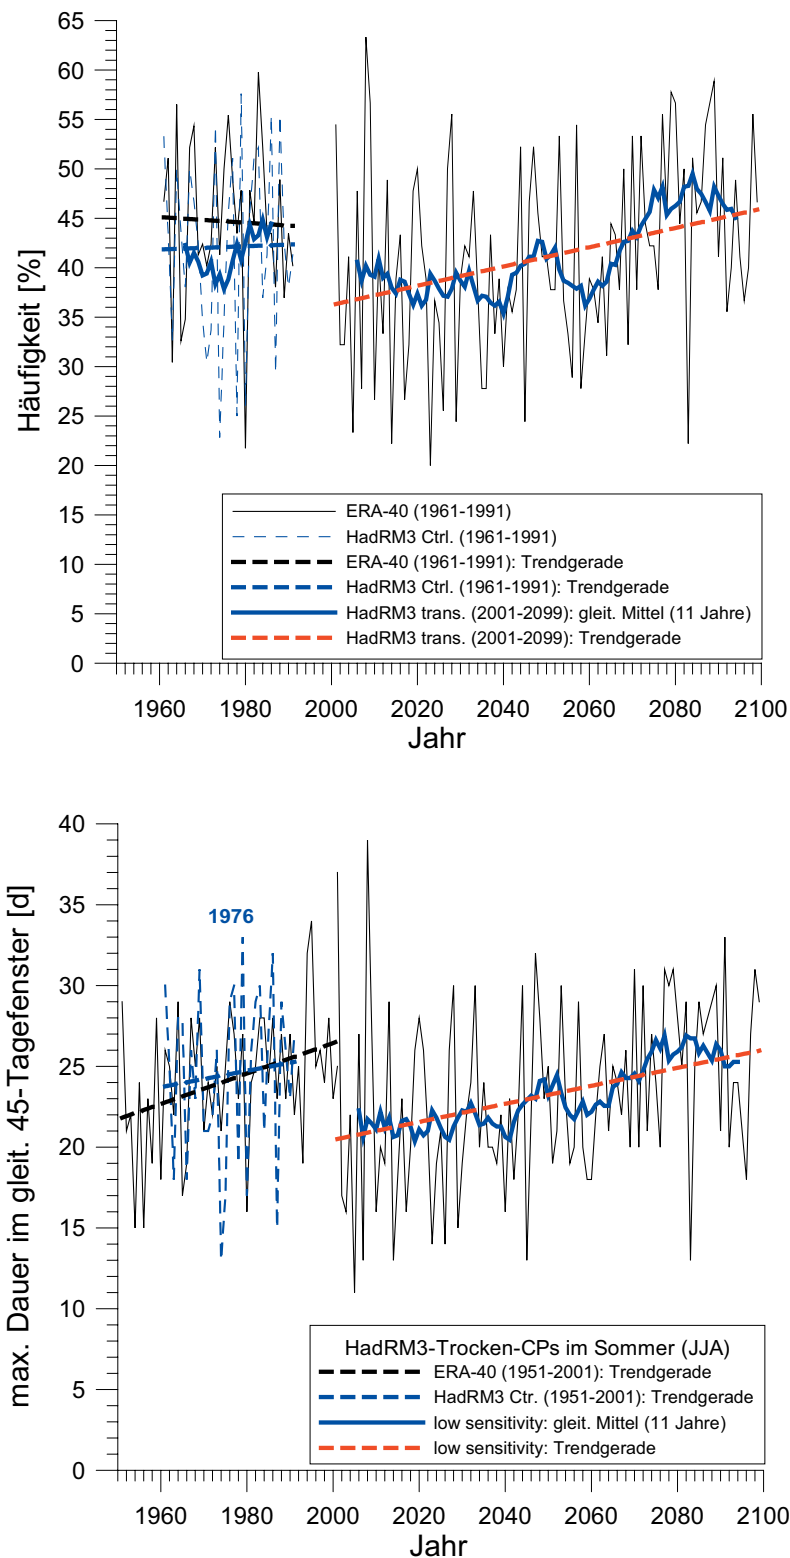 65
60
55
50
45
40
35
30
25
20
15
10
5
0
Häufigkeit [%]
ERA-40 (1961-1991)
HadRM3 Ctrl. (1961-1991)
ERA-40 (1961-1991): Trendgerade
HadRM3 Ctrl. (1961-1991): Trendgerade
HadRM3 trans. (2001-2099): gleit. Mittel (11 Jahre)
HadRM3 trans. (2001-2099): Trendgerade
1960 1980 2000 2020 2040 2060 2080 2100
Jahr
40
35
30
25
20
15
10
5
0
max. Dauer im gleit. 45-Tagefenster [d]
1976
HadRM3-Trocken-CPs im Sommer (JJA)
ERA-40 (1951-2001): Trendgerade
HadRM3 Ctr. (1951-2001): Trendgerade
low sensitivity: gleit. Mittel (11 Jahre)
low sensitivity: Trendgerade
1960 1980 2000 2020 2040 2060 2080 2100
Jahr